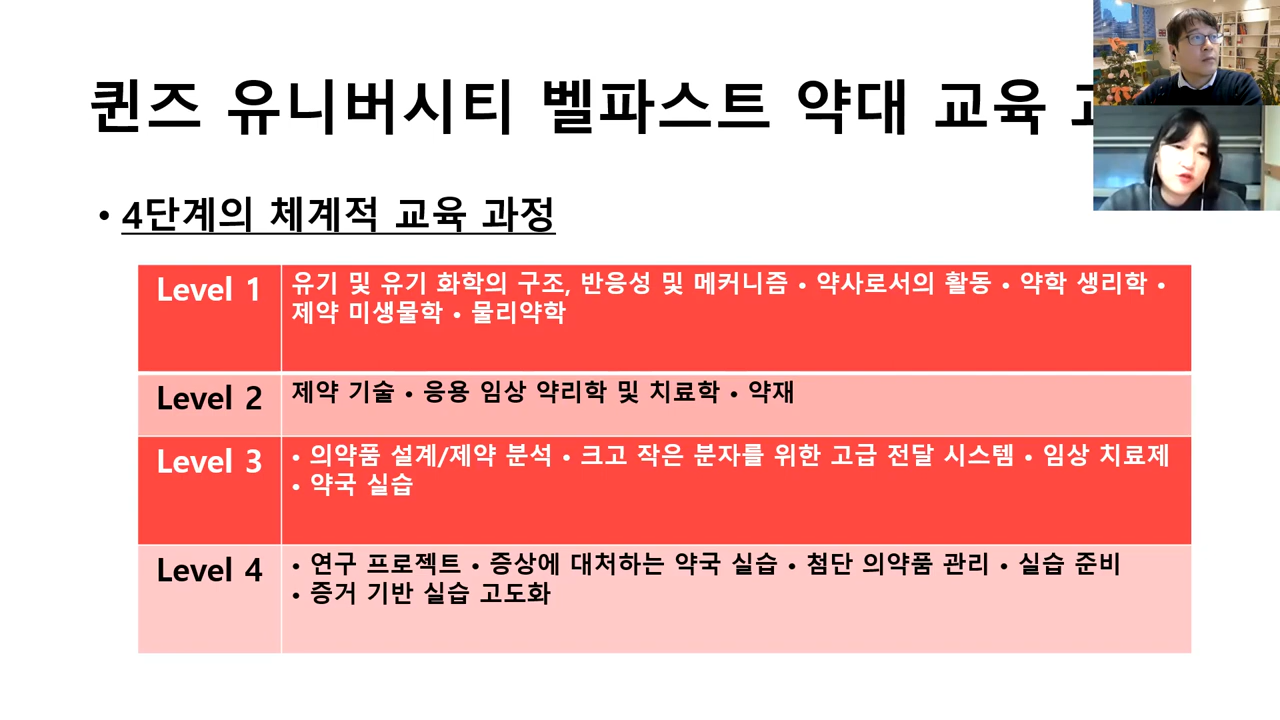 퀸즈 유니버시티 벨파스트 약대 교육
• 4단계의 체계적 교육 과정
Level 1
유기 및 유기 화학의 구조, 반응성 및 메커니즘 • 약사로서의 활동 • 약학 생리학 •
제약 미생물학 • 물리약학
Level 2
제약 기술 • 응용 임상 약리학 및 치료학 • 약재
Level 3
• 의약품 설계/제약 분석 • 크고 작은 분자를 위한 고급 전달 시스템 • 임상 치료제
• 약국 실습
Level 4
• 연구 프로젝트 • 증상에 대처하는 약국 실습 • 첨단 의약품 관리 • 실습 준비
• 증거 기반 실습 고도화